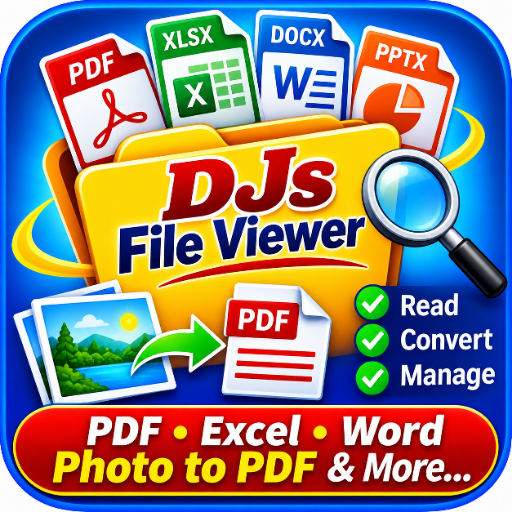 PDF
XLSX
DOCX
PPTX
X
W
DJs
File Viewer
PDF
Read
Convert
Manage
PDF • Excel • Word
Photo to PDF & More...